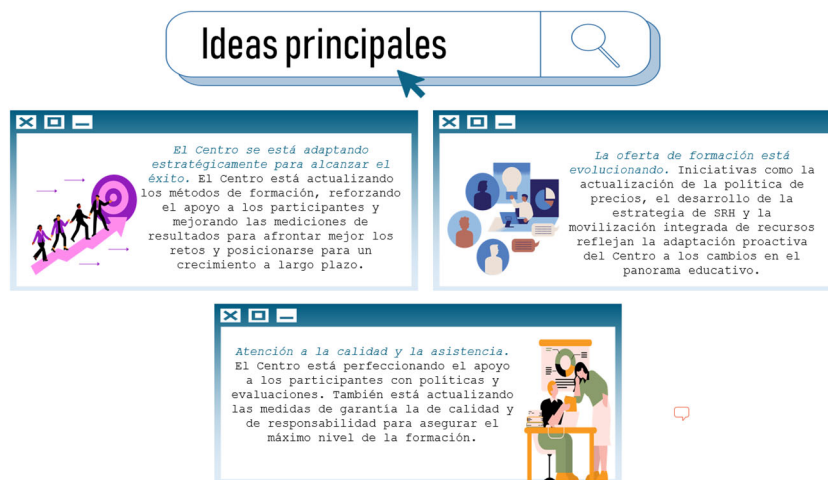 Ideas principales
El Centro se está adaptando
estratégicamente para alcanzar el
éxito. El Centro está actualizando
los métodos de formación, reforzando
el apoyo a los participantes y
mejorando las mediciones de
resultados para afrontar mejor los
retos y posicionarse para un
crecimiento a largo plazo.
La oferta de formación está
evolucionando. Iniciativas como la
actualización de la política de
precios, el desarrollo de la
estrategia de SRH y la
movilización integrada de recursos
reflejan la adaptación proactiva
del Centro a los cambios en el
panorama educativo.
Atención a la calidad y la asistencia.
El Centro está perfeccionando el apoyo
a los participantes con políticas y
evaluaciones. También está actualizando
las medidas de garantía la de calidad y
de responsabilidad para asegurar el
máximo nivel de la formación.